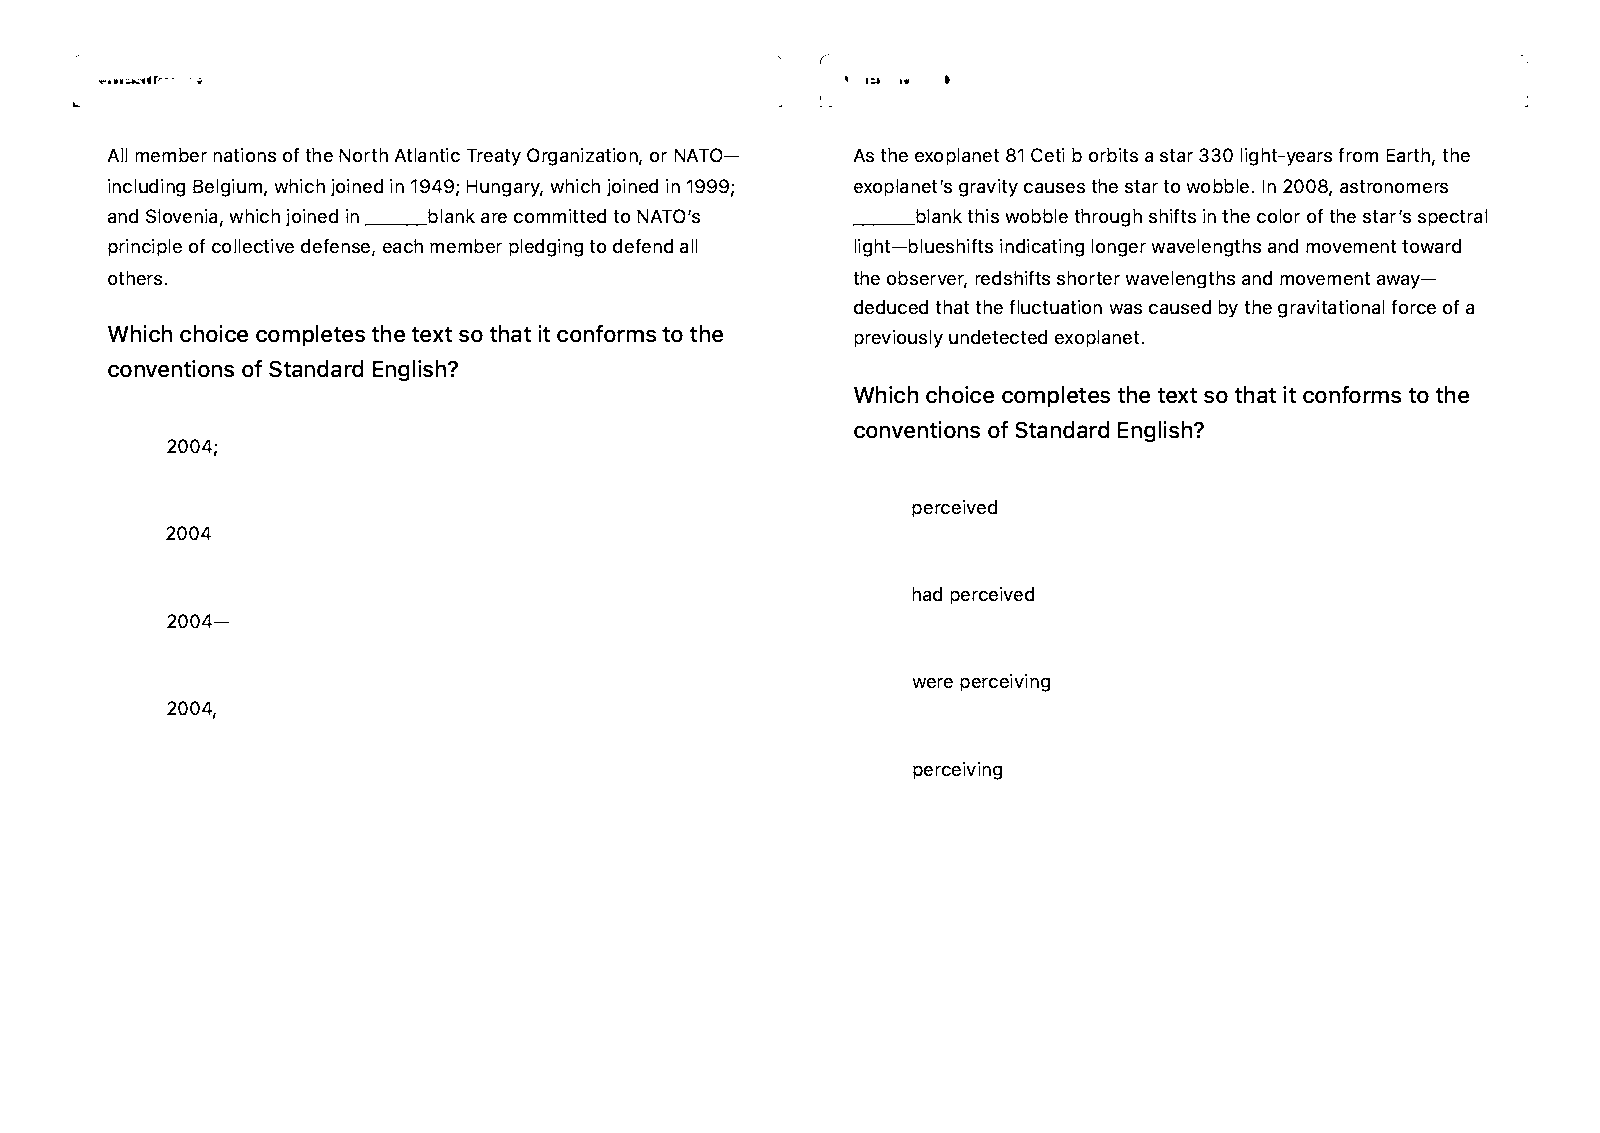 All member nations of the North Atlantic Treaty Organization, or NATO—
including Belgium, which joined in 1949; Hungary, which joined in 1999;
and Slovenia, which joined in ______blank are committed to NATO's
principle of collective defense, each member pledging to defend all
others.
Which choice completes the text so that it conforms to the
conventions of Standard English?
2004;
2004
2004—
2004,
As the exoplanet 81 Ceti b orbits a star 330 light-years from Earth, the
exoplanet's gravity causes the star to wobble. In 2008, astronomers
______blank this wobble through shifts in the color of the star's spectral
light—blueshifts indicating longer wavelengths and movement toward
the observer, redshifts shorter wavelengths and movement away—
deduced that the fluctuation was caused by the gravitational force of a
previously undetected exoplanet.
Which choice completes the text so that it conforms to the
conventions of Standard English?
perceived
had perceived
were perceiving
perceiving